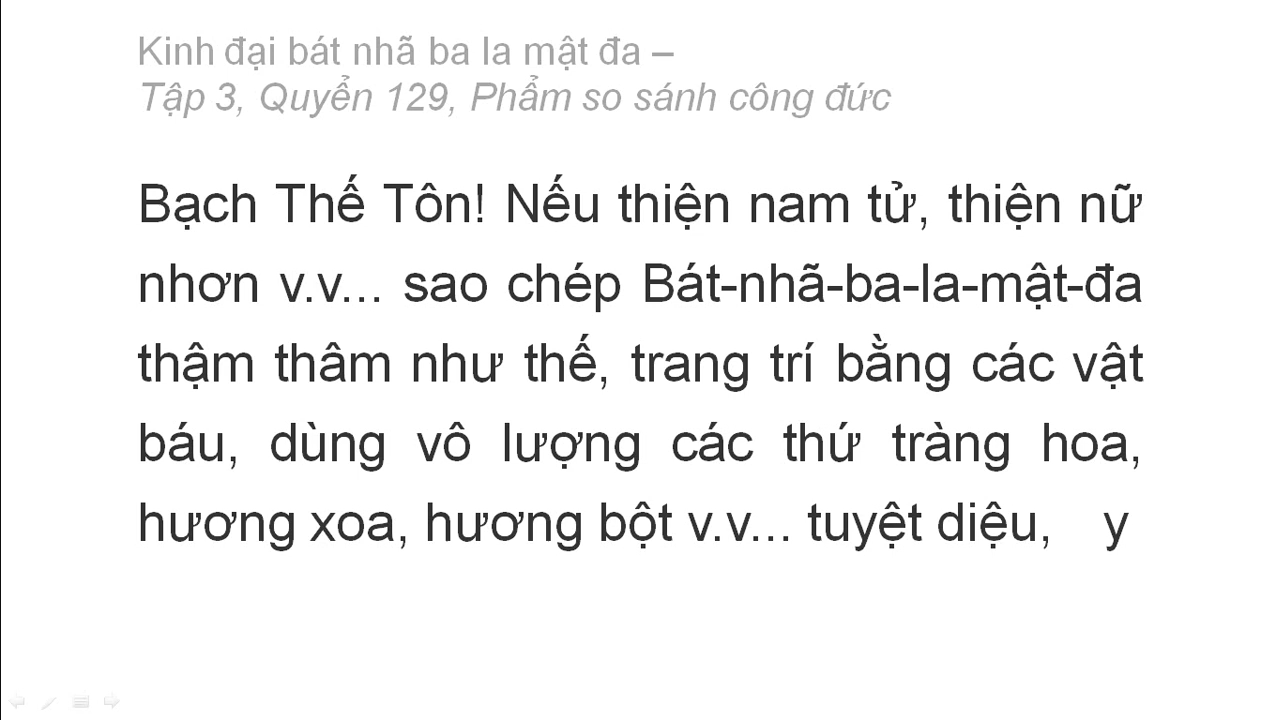 Kinh đại bát nhã ba la mật đa –
Tập 3, Quyển 129, Phẩm so sánh công đức
Bạch Thế Tôn! Nếu thiện nam tử, thiện nữ
nhơn v.v... sao chép Bát-nhã-ba-la-mật-đa
thậm thâm như thế, trang trí bằng các vật
báu, dùng vô lượng các thứ tràng hoa,
hương xoa, hương bột v.v... tuyệt diệu, y